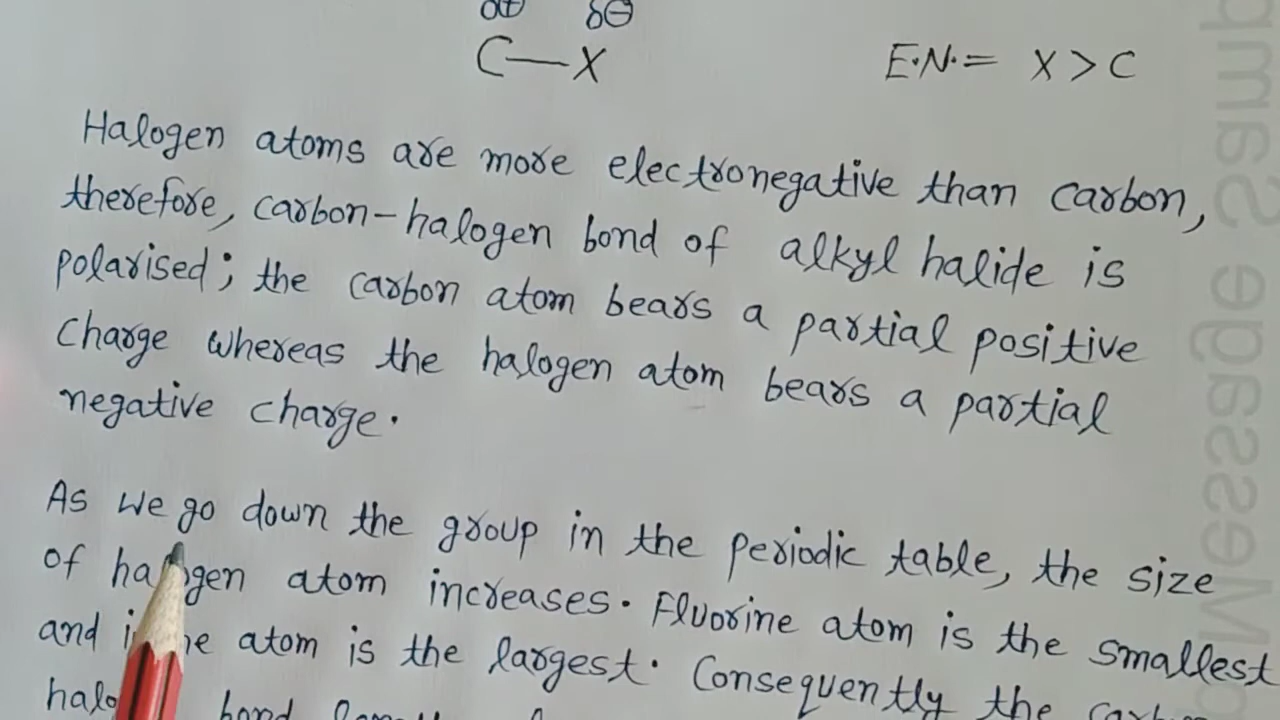 δ⊕ δ⊖
C—X E.N.= X > C
Halogen atoms are more electronegative than carbon,
therefore, carbon-halogen bond of alkyl halide is
polarised; the carbon atom bears a partial positive
charge whereas the halogen atom bears a partial
negative charge.
As we go down the group in the periodic table, the size
of halogen atom increases. Fluorine atom is the smallest
and atom is the largest. Consequently the
bond